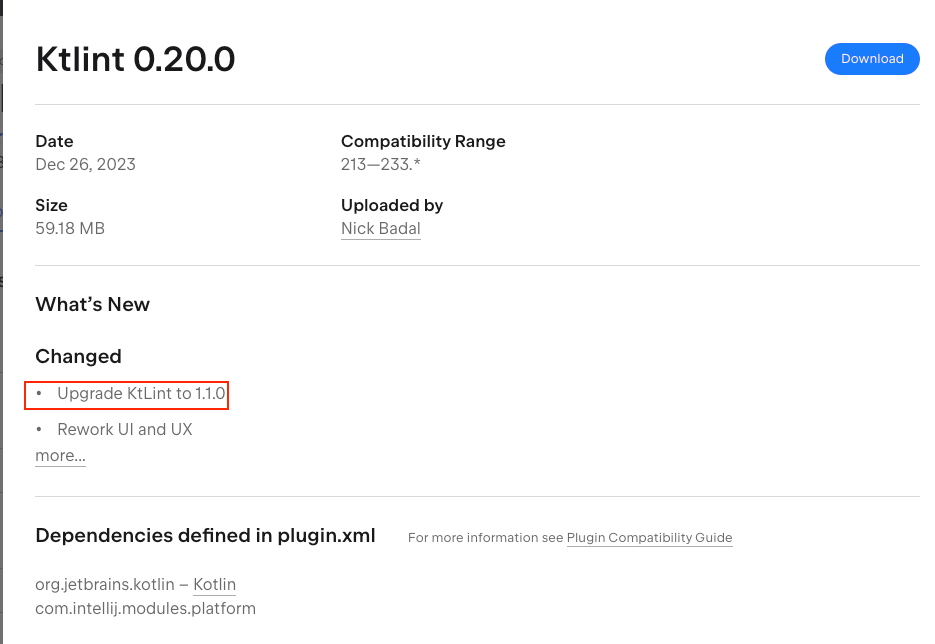 Ktlint 0.20.0
Download
Date
Dec 26, 2023
Compatibility Range
213—233.*
Size
59.18 MB
Uploaded by
Nick Badal
What's New
Changed
• Upgrade KtLint to 1.1.0
• Rework UI and UX
more...
Dependencies defined in plugin.xml
For more information see Plugin Compatibility Guide
org.jetbrains.kotlin – Kotlin
com.intellij.modules.platform